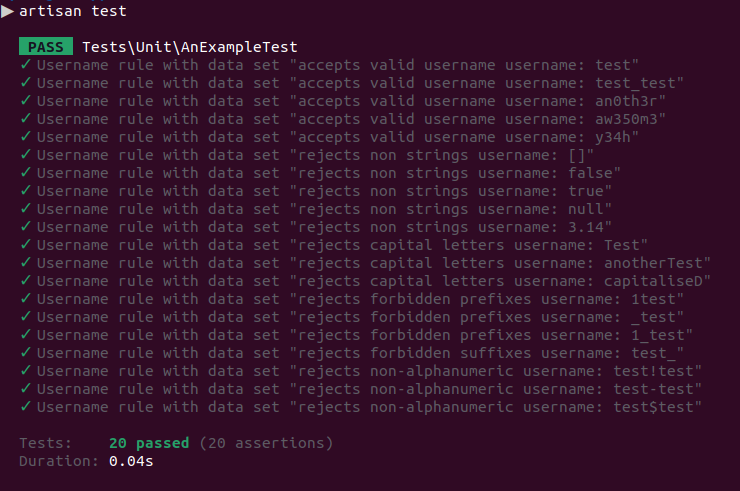 ▶ artisan test
PASS Tests\Unit\AnExampleTest
✓ Username rule with data set "accepts valid username username: test"
✓ Username rule with data set "accepts valid username username: test_test"
✓ Username rule with data set "accepts valid username username: an0th3r"
✓ Username rule with data set "accepts valid username username: aw350m3"
✓ Username rule with data set "accepts valid username username: y34h"
✓ Username rule with data set "rejects non strings username: []"
✓ Username rule with data set "rejects non strings username: false"
✓ Username rule with data set "rejects non strings username: true"
✓ Username rule with data set "rejects non strings username: null"
✓ Username rule with data set "rejects non strings username: 3.14"
✓ Username rule with data set "rejects capital letters username: Test"
✓ Username rule with data set "rejects capital letters username: anotherTest"
✓ Username rule with data set "rejects capital letters username: capitaliseD"
✓ Username rule with data set "rejects forbidden prefixes username: 1test"
✓ Username rule with data set "rejects forbidden prefixes username: _test"
✓ Username rule with data set "rejects forbidden prefixes username: 1_test"
✓ Username rule with data set "rejects forbidden suffixes username: test_"
✓ Username rule with data set "rejects non-alphanumeric username: test!test"
✓ Username rule with data set "rejects non-alphanumeric username: test-test"
✓ Username rule with data set "rejects non-alphanumeric username: test$test"
Tests: 20 passed (20 assertions)
Duration: 0.04s